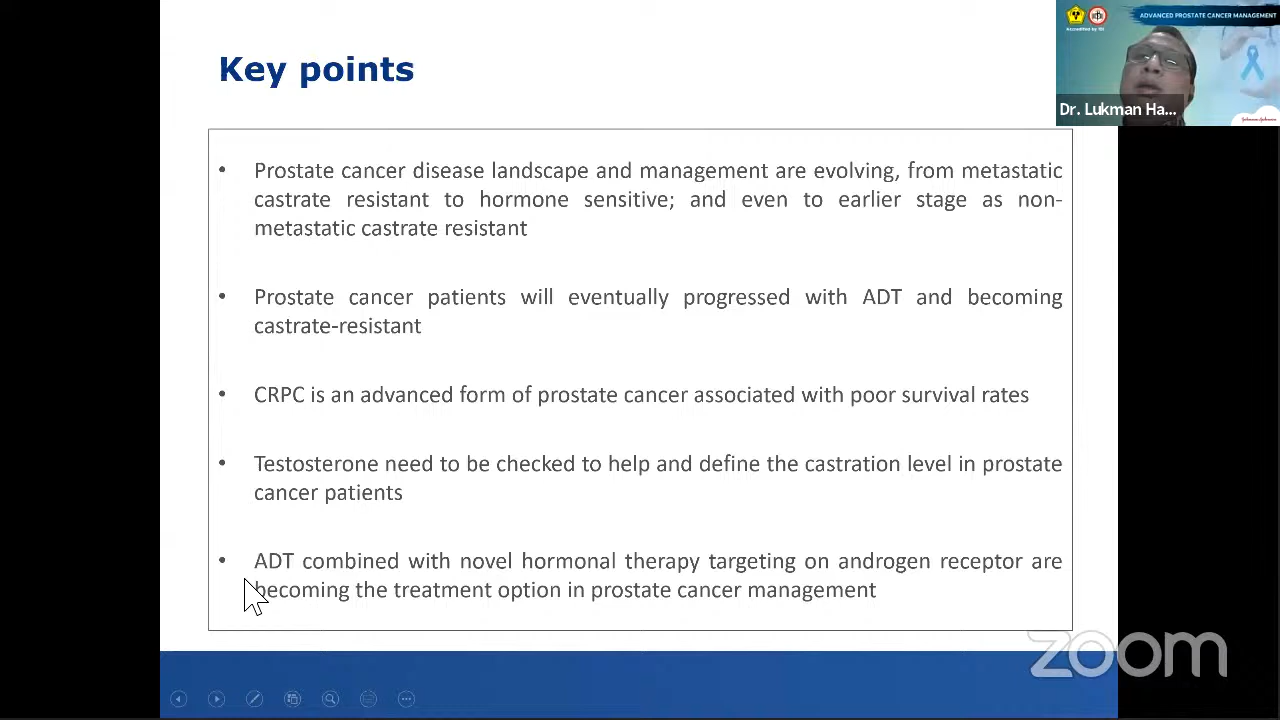 Key points
• Prostate cancer disease landscape and management are evolving, from metastatic
castrate resistant to hormone sensitive; and even to earlier stage as non-
metastatic castrate resistant
• Prostate cancer patients will eventually progressed with ADT and becoming
castrate-resistant
• CRPC is an advanced form of prostate cancer associated with poor survival rates
• Testosterone need to be checked to help and define the castration level in prostate
cancer patients
• ADT combined with novel hormonal therapy targeting on androgen receptor are
becoming the treatment option in prostate cancer management
ADVANCED PROSTATE CANCER MANAGEMENT
Accredited by IDI
Dr. Lukman Ha...
zoom